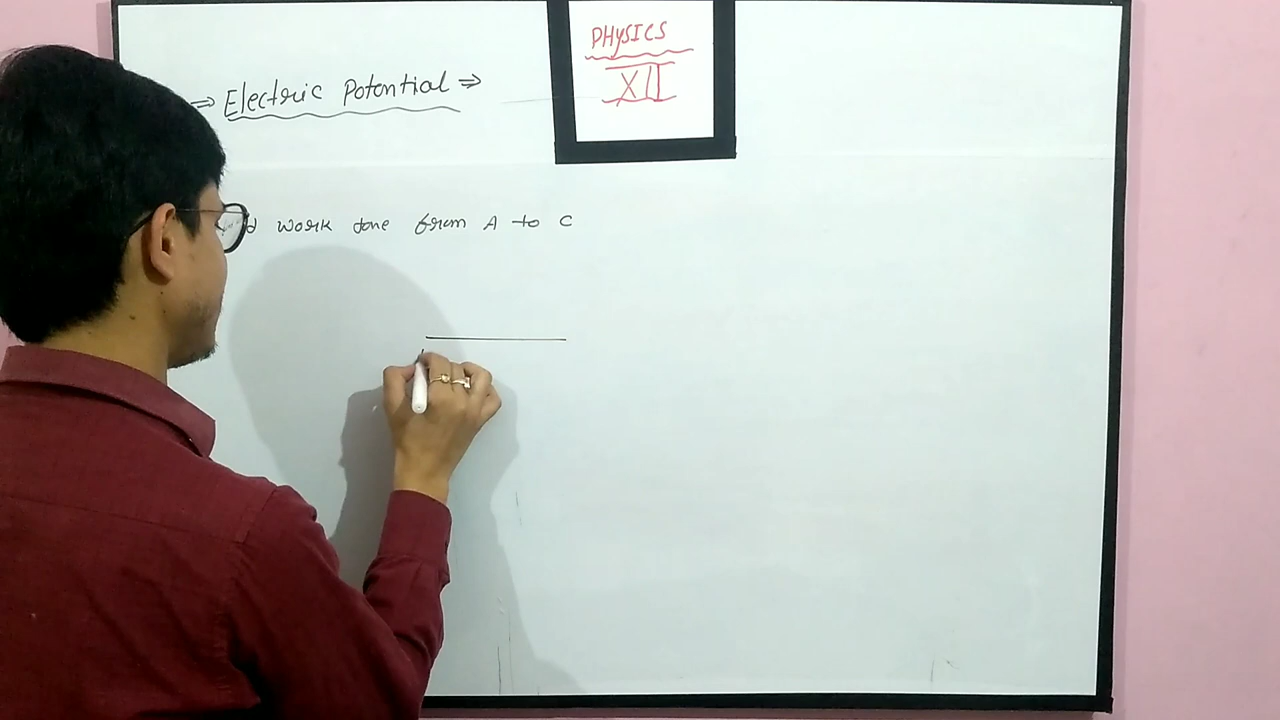 PHYSICS
XII
⇒ Electric Potential ⇒
work done from A to C